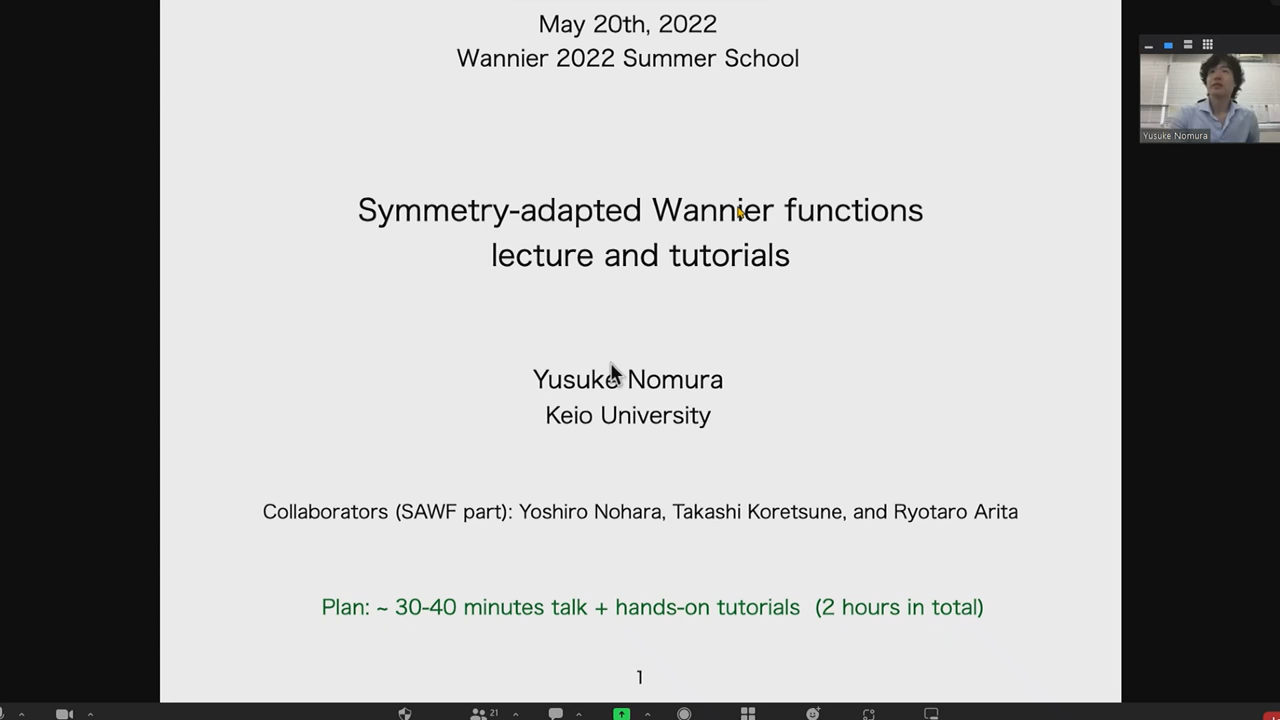 May 20th, 2022
Wannier 2022 Summer School
Symmetry-adapted Wannier functions
lecture and tutorials
Yusuke Nomura
Keio University
Collaborators (SAWF part): Yoshiro Nohara, Takashi Koretsune, and Ryotaro Arita
Plan: ~ 30-40 minutes talk + hands-on tutorials (2 hours in total)
1
Yusuke Nomura
21